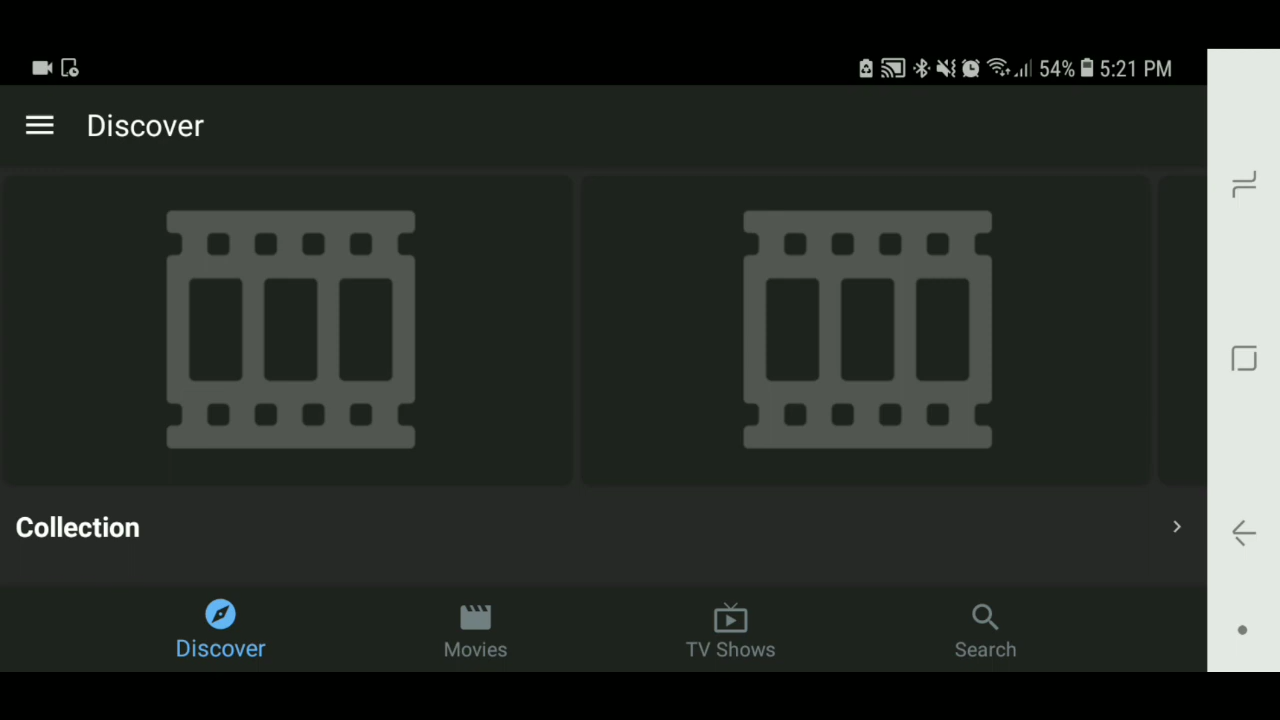 54% 5:21 PM
Discover
Collection
Discover
Movies
TV Shows
Search